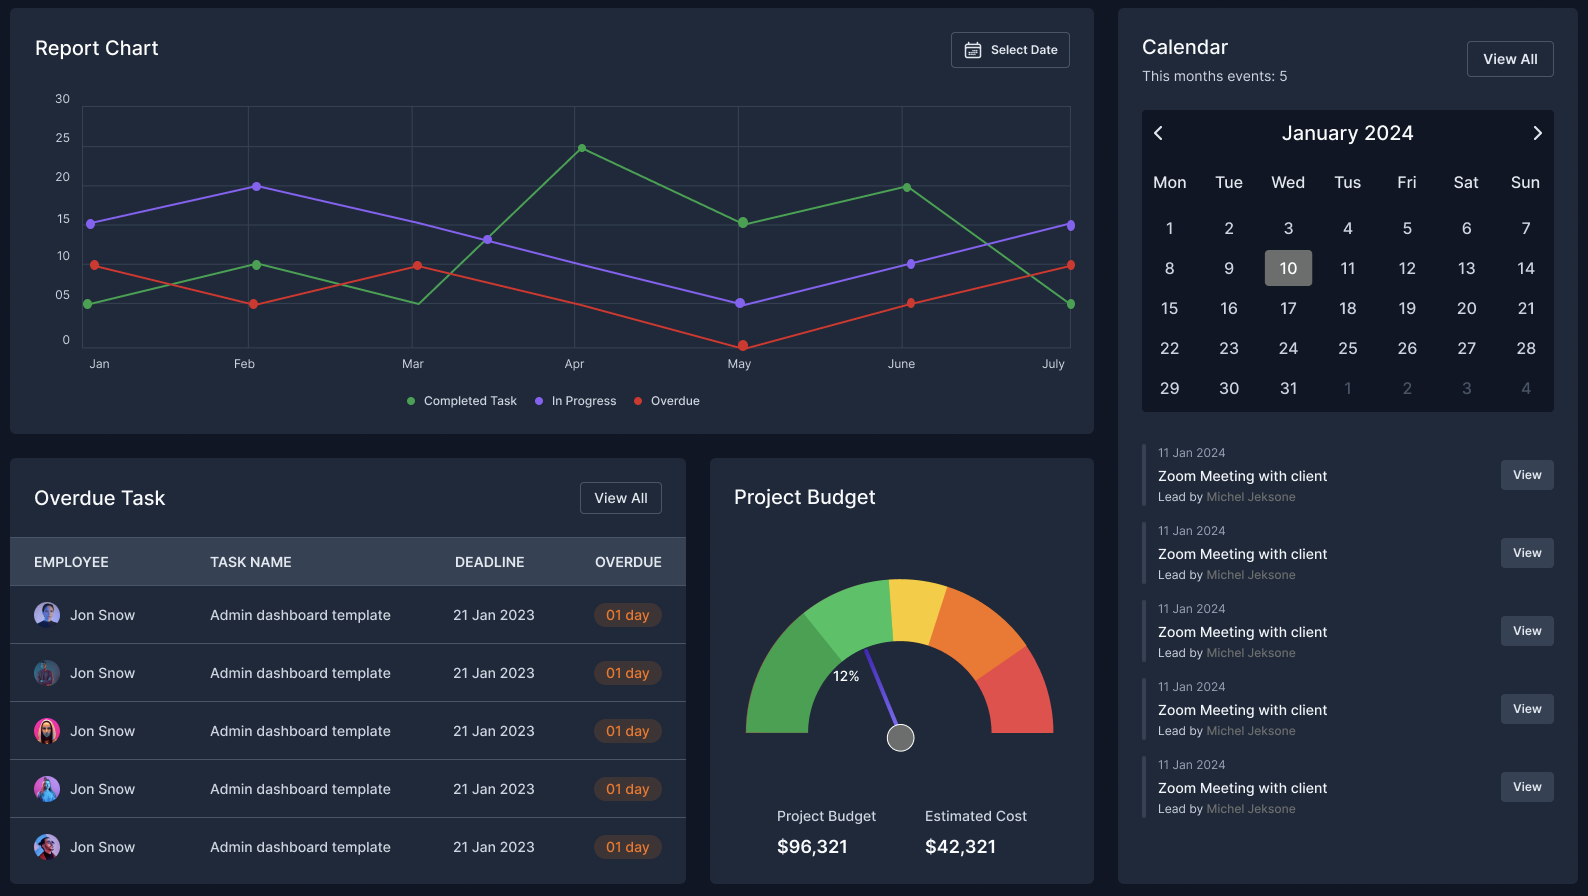 Report Chart
Select Date
30
25
20
15
10
05
0
Jan Feb Mar Apr May June July
Completed Task In Progress Overdue
Overdue Task
View All
EMPLOYEE TASK NAME DEADLINE OVERDUE
Jon Snow Admin dashboard template 21 Jan 2023 01 day
Jon Snow Admin dashboard template 21 Jan 2023 01 day
Jon Snow Admin dashboard template 21 Jan 2023 01 day
Jon Snow Admin dashboard template 21 Jan 2023 01 day
Jon Snow Admin dashboard template 21 Jan 2023 01 day
Project Budget
12%
Project Budget Estimated Cost
$96,321 $42,321
Calendar
This months events: 5
View All
January 2024
Mon Tue Wed Tus Fri Sat Sun
1 2 3 4 5 6 7
8 9 10 11 12 13 14
15 16 17 18 19 20 21
22 23 24 25 26 27 28
29 30 31 1 2 3 4
11 Jan 2024
Zoom Meeting with client
Lead by Michel Jeksone
View
11 Jan 2024
Zoom Meeting with client
Lead by Michel Jeksone
View
11 Jan 2024
Zoom Meeting with client
Lead by Michel Jeksone
View
11 Jan 2024
Zoom Meeting with client
Lead by Michel Jeksone
View
11 Jan 2024
Zoom Meeting with client
Lead by Michel Jeksone
View